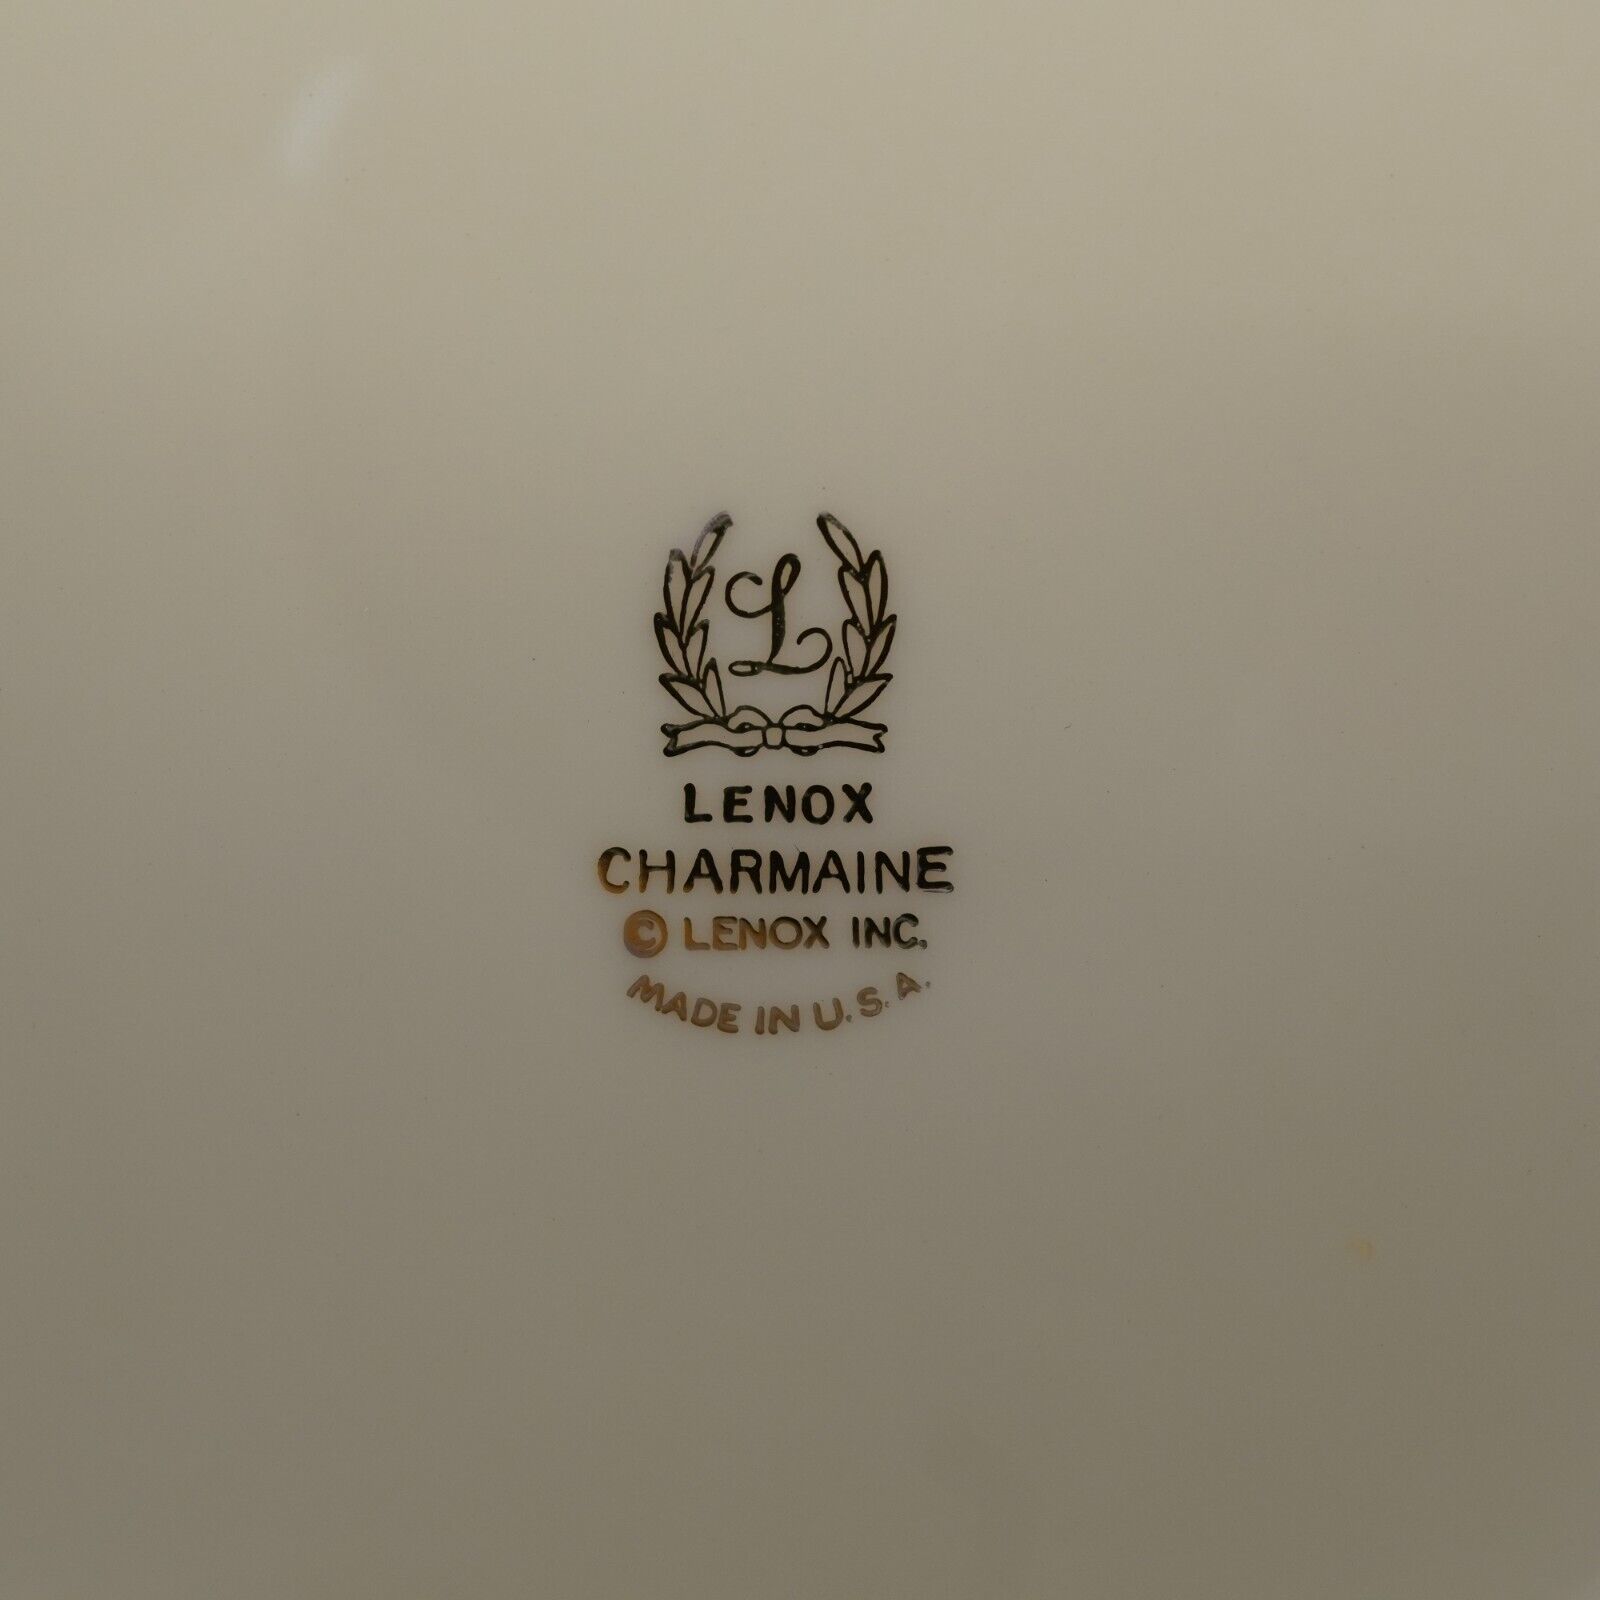 L
LENOX
CHARMAINE
© LENOX INC.
MADE IN U.S.A.